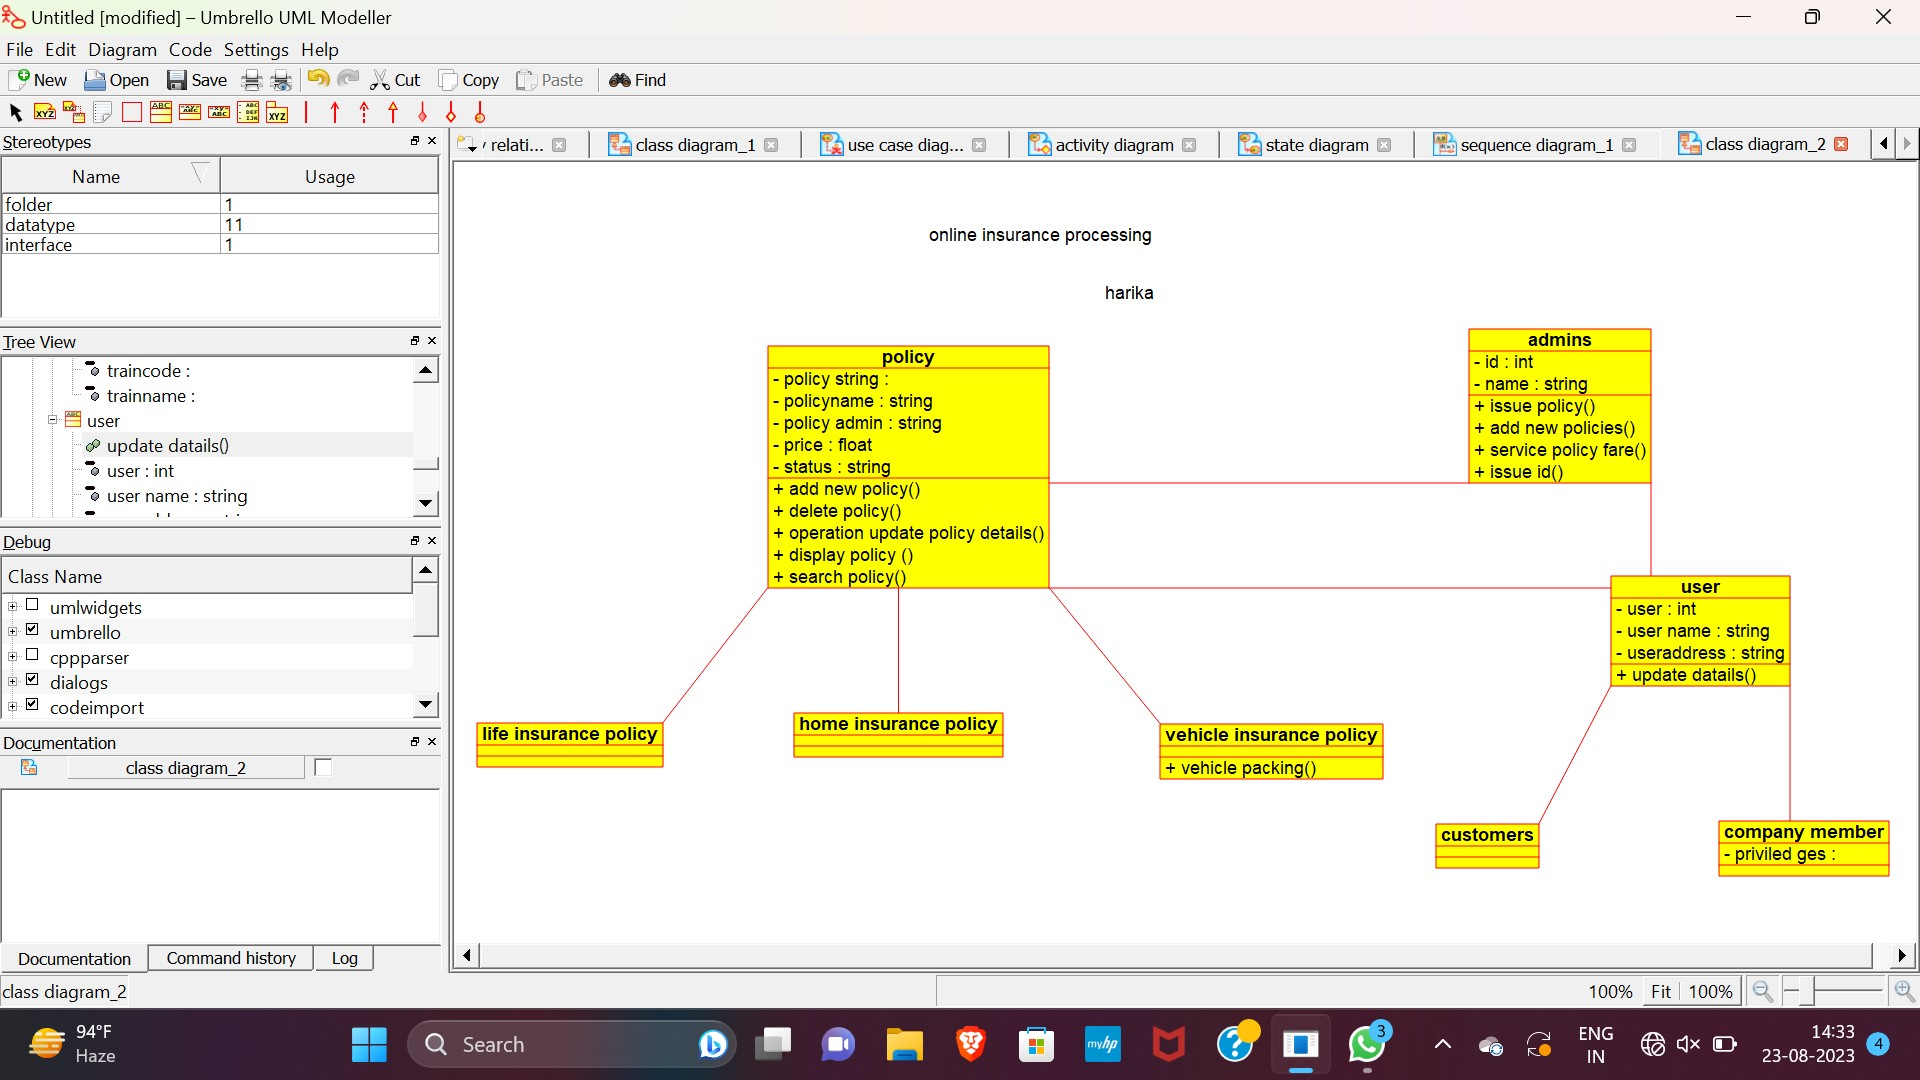 Untitled [modified] – Umbrello UML Modeller
File Edit Diagram Code Settings Help
New Open Save Cut Copy Paste Find
Stereotypes
Name Usage
folder 1
datatype 11
interface 1
Tree View
traincode :
trainname :
user
update datails()
user : int
user name : string
Debug
Class Name
umlwidgets
umbrello
cppparser
dialogs
codeimport
Documentation
class diagram_2
Documentation Command history Log
class diagram_2
relati... class diagram_1 use case diag... activity diagram state diagram sequence diagram_1 class diagram_2
online insurance processing
harika
policy
- policy string :
- policyname : string
- policy admin : string
- price : float
- status : string
+ add new policy()
+ delete policy()
+ operation update policy details()
+ display policy ()
+ search policy()
admins
- id : int
- name : string
+ issue policy()
+ add new policies()
+ service policy fare()
+ issue id()
user
- user : int
- user name : string
- useraddress : string
+ update datails()
life insurance policy
home insurance policy
vehicle insurance policy
+ vehicle packing()
customers
company member
- priviled ges :
100% Fit 100%
94°F
Haze
Search
myhp
3
ENG
IN
14:33
23-08-2023
4